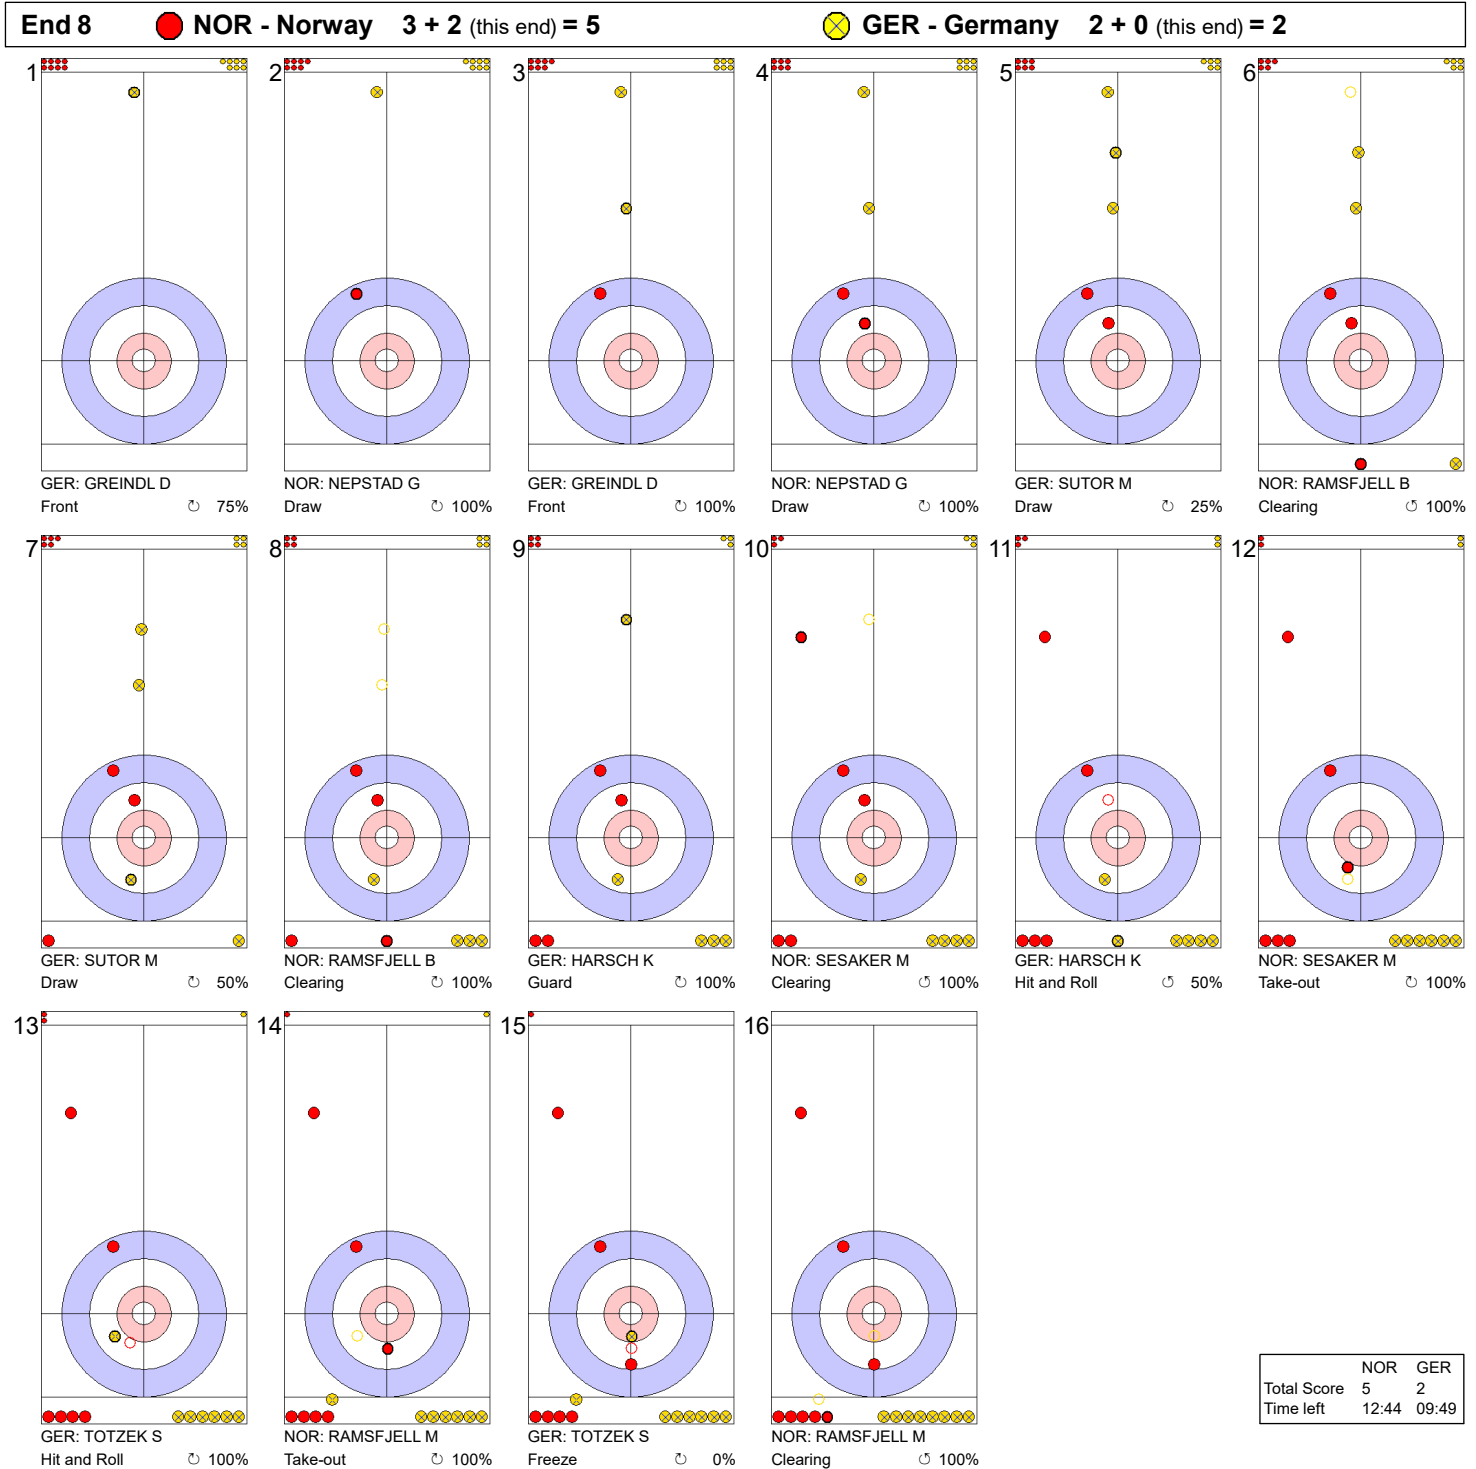 End 8 NOR - Norway 3 + 2 (this end) = 5 GER - Germany 2 + 0 (this end) = 2
1 2 3 4 5 6
GER: GREINDL D NOR: NEPSTAD G GER: GREINDL D NOR: NEPSTAD G GER: SUTOR M NOR: RAMSFJELL B
Front ↻ 75% Draw ↻ 100% Front ↻ 100% Draw ↻ 100% Draw ↻ 25% Clearing ↺ 100%
7 8 9 10 11 12
GER: SUTOR M NOR: RAMSFJELL B GER: HARSCH K NOR: SESAKER M GER: HARSCH K NOR: SESAKER M
Draw ↻ 50% Clearing ↻ 100% Guard ↻ 100% Clearing ↺ 100% Hit and Roll ↺ 50% Take-out ↺ 100%
13 14 15 16
GER: TOTZEK S NOR: RAMSFJELL M GER: TOTZEK S NOR: RAMSFJELL M
Hit and Roll ↻ 100% Take-out ↻ 100% Freeze ↻ 0% Clearing ↺ 100%
NOR GER
Total Score 5 2
Time left 12:44 09:49